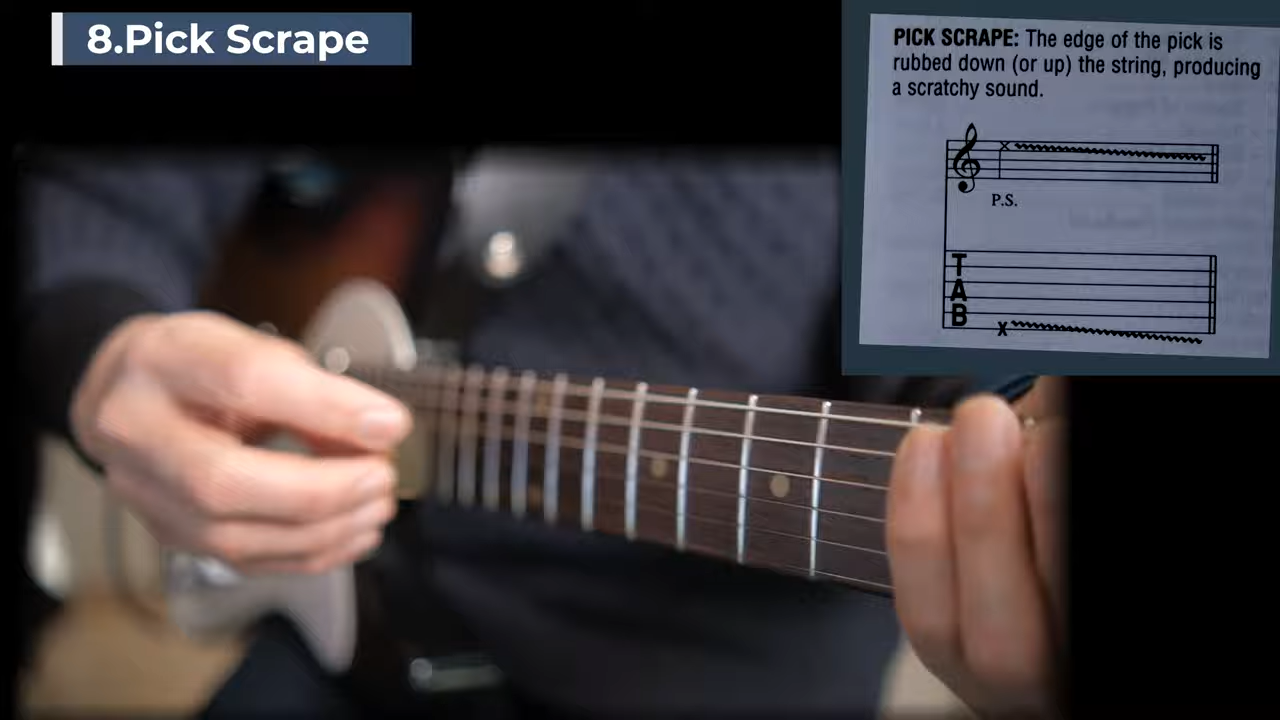 8.Pick Scrape
PICK SCRAPE: The edge of the pick is
rubbed down (or up) the string, producing
a scratchy sound.
x
P.S.
T
A
B
x